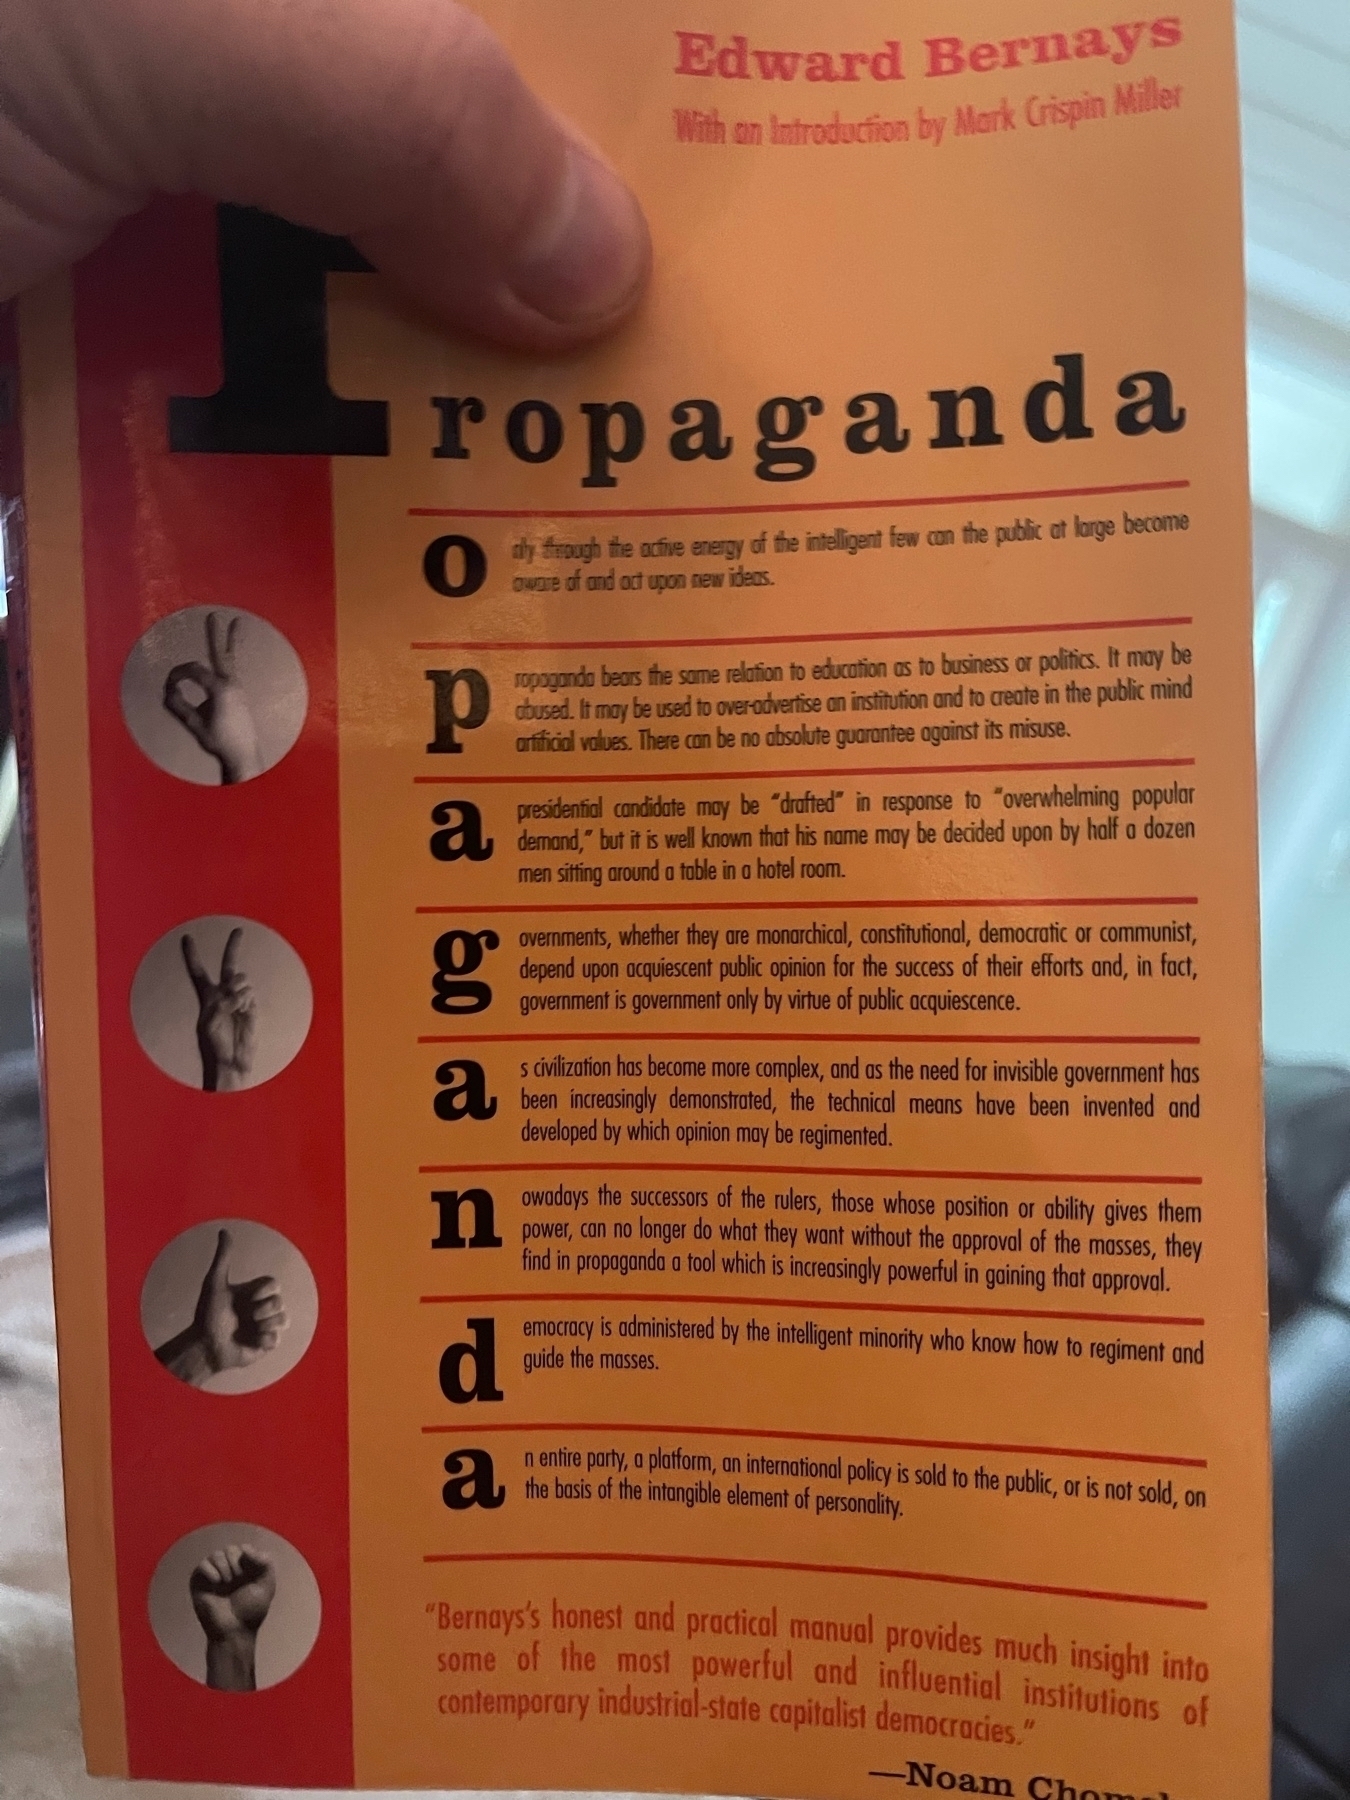 Edward Bernays
With an Introduction by Mark Crispin Miller
Propaganda
only through the active energy of the intelligent few can the public at large become
aware of and act upon new ideas.
propaganda bears the same relation to education as to business or politics. It may be
abused. It may be used to over-advertise an institution and to create in the public mind
artificial values. There can be no absolute guarantee against its misuse.
a presidential candidate may be “drafted” in response to “overwhelming popular
demand,” but it is well known that his name may be decided upon by half a dozen
men sitting around a table in a hotel room.
governments, whether they are monarchical, constitutional, democratic or communist,
depend upon acquiescent public opinion for the success of their efforts and, in fact,
government is government only by virtue of public acquiescence.
as civilization has become more complex, and as the need for invisible government has
been increasingly demonstrated, the technical means have been invented and
developed by which opinion may be regimented.
nowadays the successors of the rulers, those whose position or ability gives them
power, can no longer do what they want without the approval of the masses, they
find in propaganda a tool which is increasingly powerful in gaining that approval.
democracy is administered by the intelligent minority who know how to regiment and
guide the masses.
an entire party, a platform, an international policy is sold to the public, or is not sold, on
the basis of the intangible element of personality.
“Bernays’s honest and practical manual provides much insight into
some of the most powerful and influential institutions of
contemporary industrial-state capitalist democracies.”
—Noam